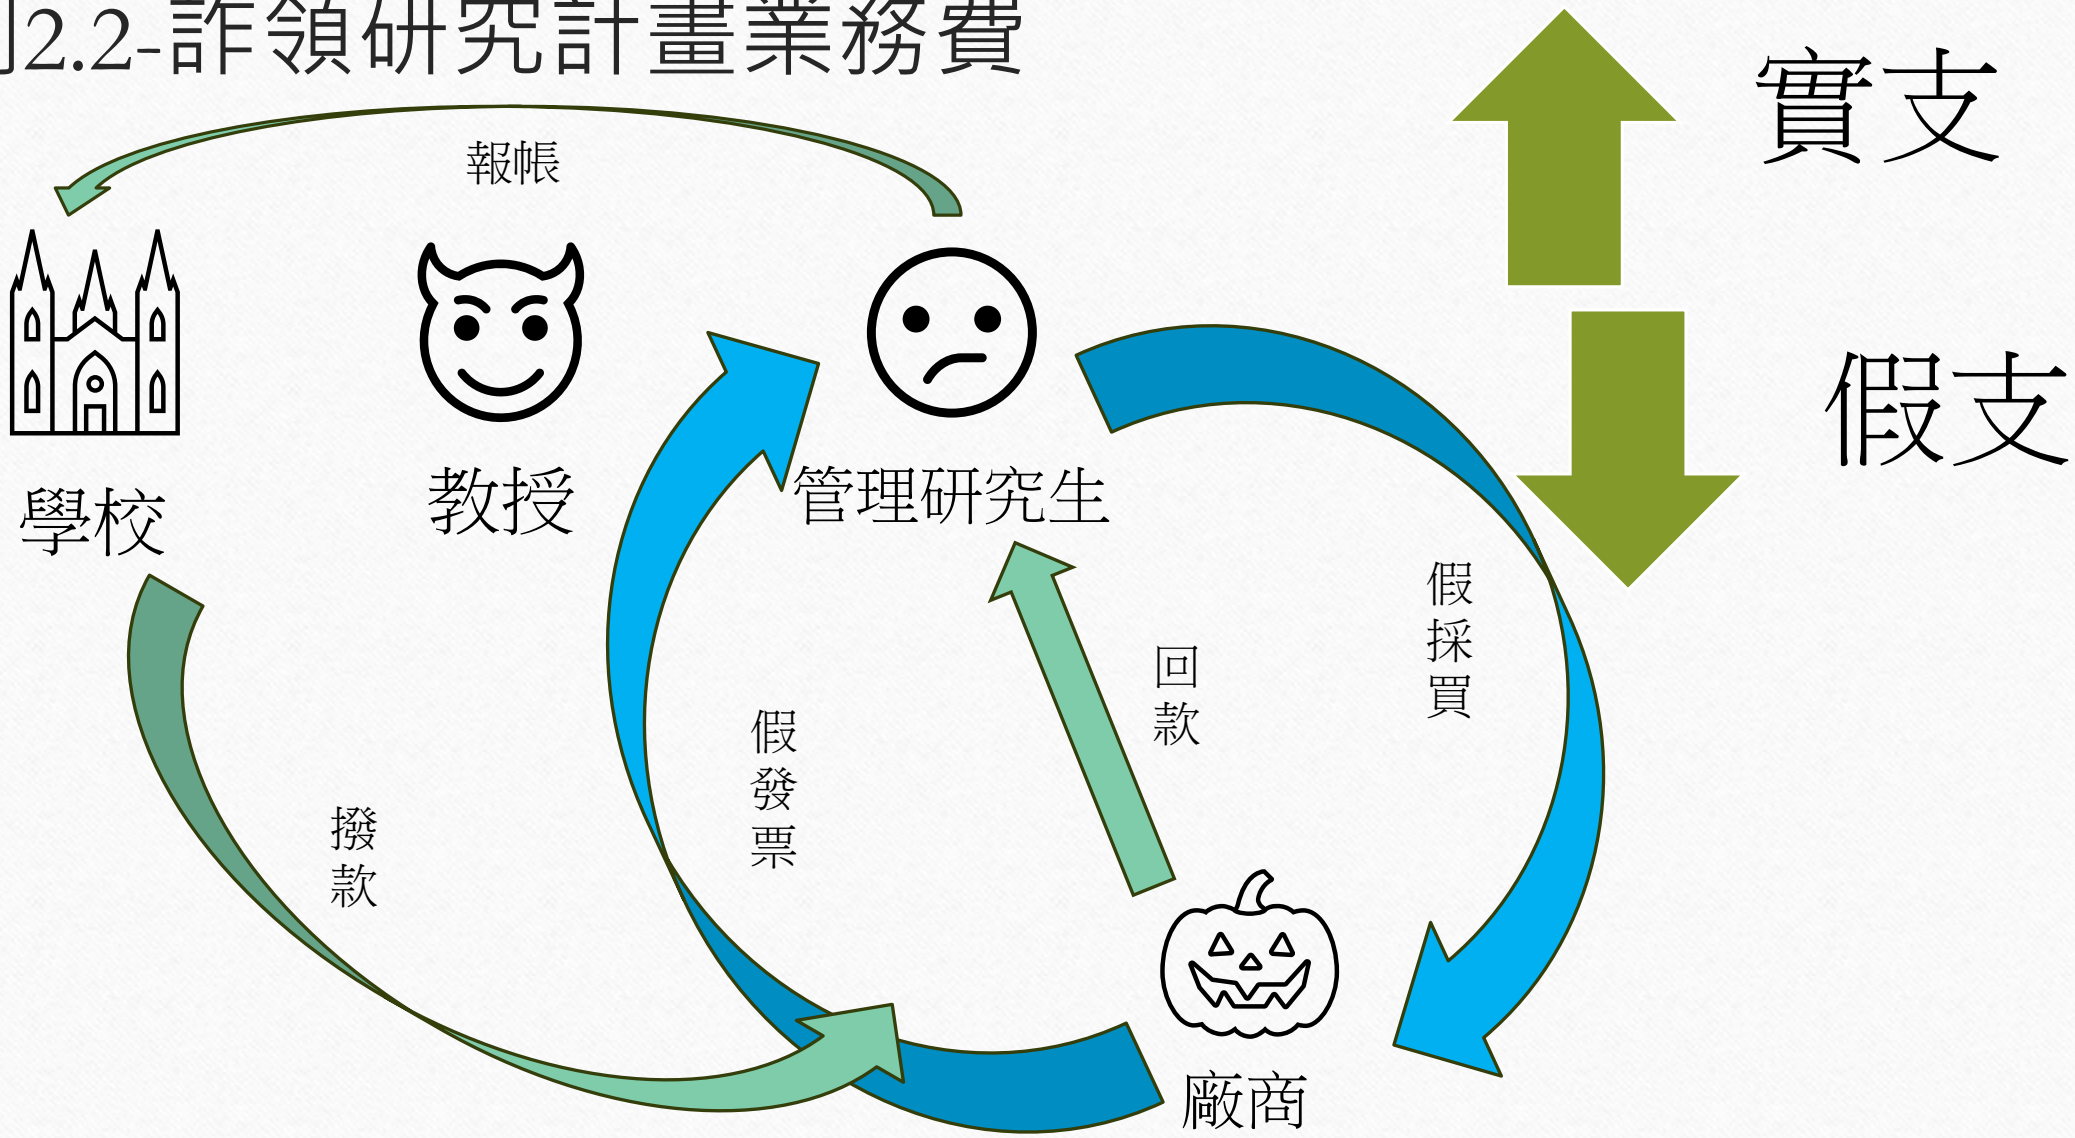 2.2-詐領研究計畫業務費
實支
報帳
假支
學校
教授
管理研究生
假採買
回款
假發票
撥款
廠商